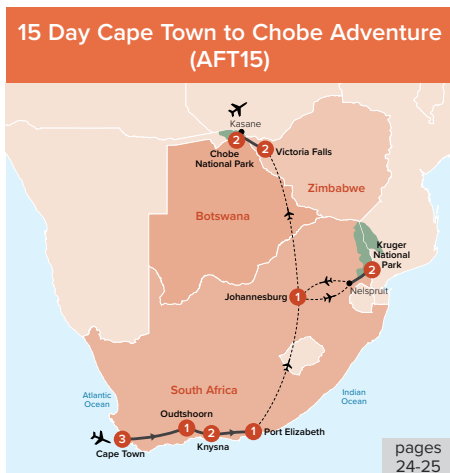 15 Day Cape Town to Chobe Adventure
(AFT15)
Kasane
2
Chobe
National Park
2
Victoria Falls
Zimbabwe
Botswana
Kruger
National
Park
2
Nelspruit
Johannesburg
1
South Africa
Atlantic
Ocean
Indian
Ocean
Oudtshoorn
1
3
Cape Town
2
Knysna
1
Port Elizabeth
pages
24-25